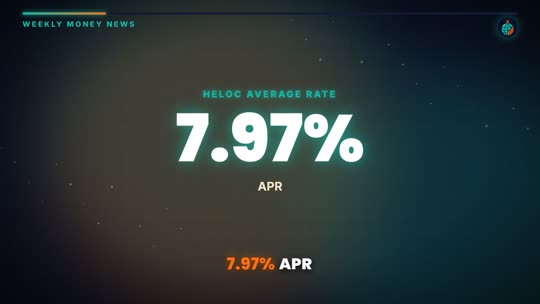 WEEKLY MONEY NEWS
HELOC AVERAGE RATE
7.97%
APR
7.97% APR